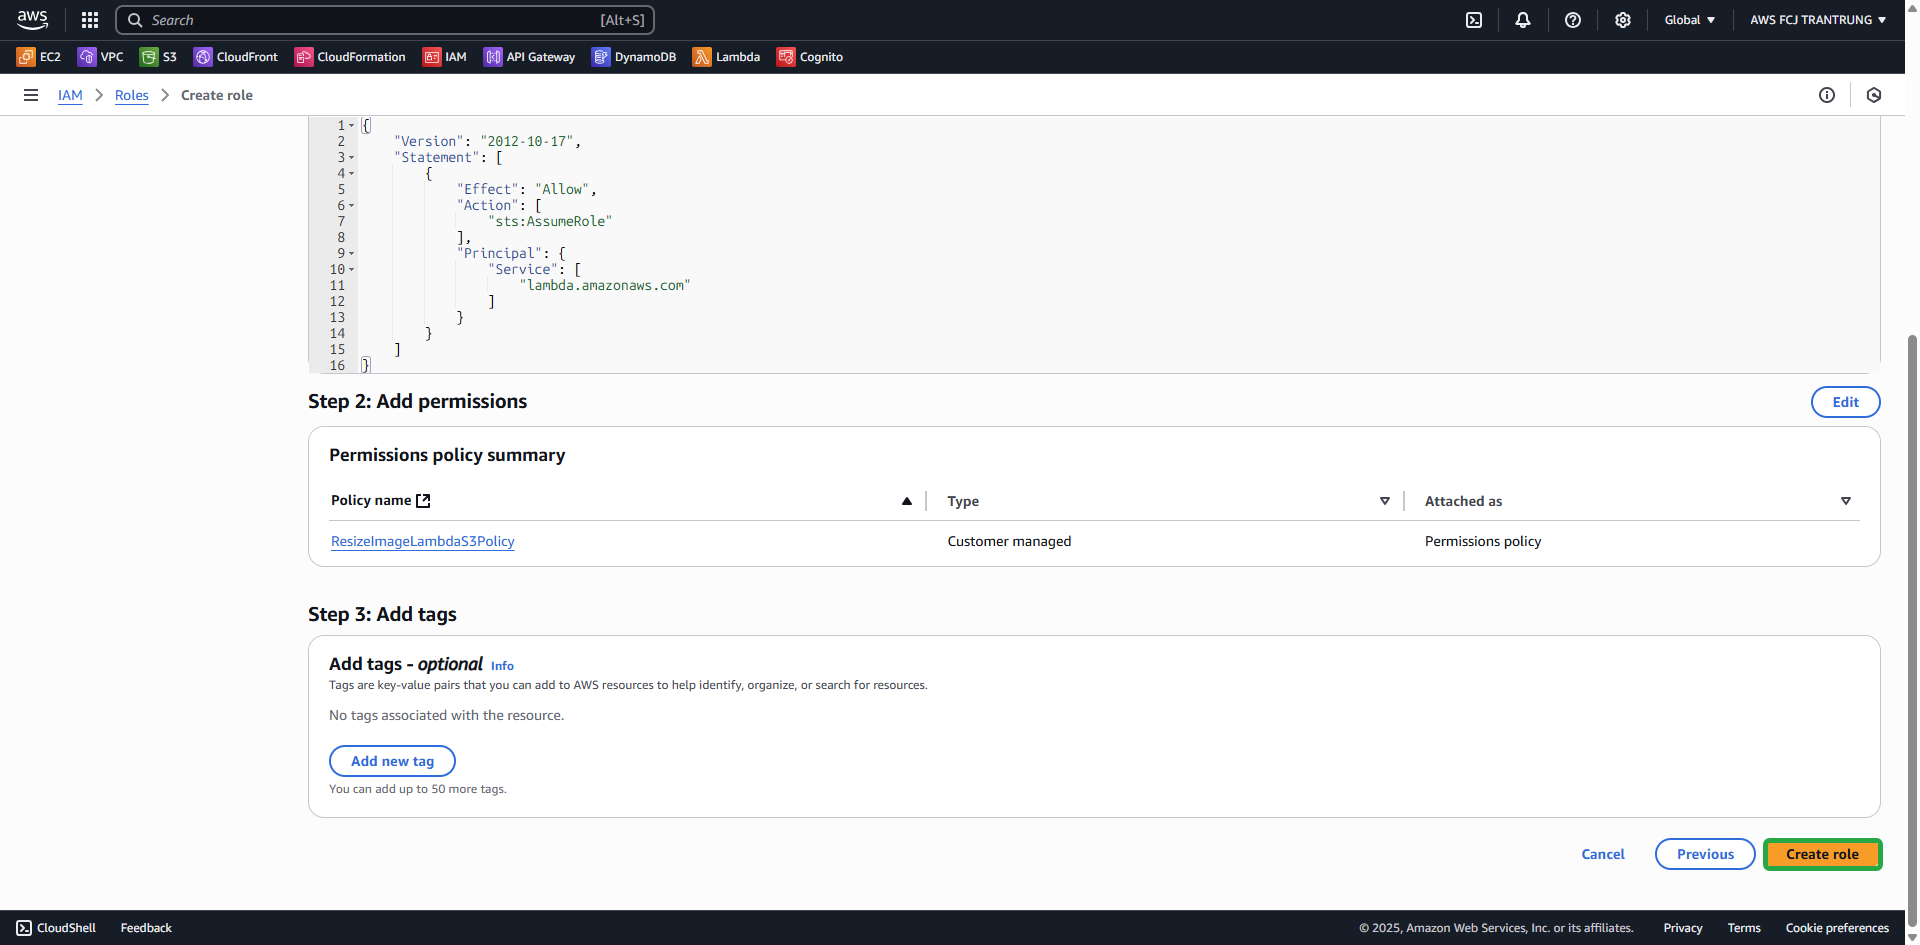 aws Search [Alt+S] Global AWS FCJ TRANTRUNG
EC2 VPC S3 CloudFront CloudFormation IAM API Gateway DynamoDB Lambda Cognito
IAM Roles Create role
1 {
2 "Version": "2012-10-17",
3 "Statement": [
4 {
5 "Effect": "Allow",
6 "Action": [
7 "sts:AssumeRole"
8 ],
9 "Principal": {
10 "Service": [
11 "lambda.amazonaws.com"
12 ]
13 }
14 }
15 ]
16 }
Step 2: Add permissions Edit
Permissions policy summary
Policy name Type Attached as
ResizeImageLambdaS3Policy Customer managed Permissions policy
Step 3: Add tags
Add tags - optional Info
Tags are key-value pairs that you can add to AWS resources to help identify, organize, or search for resources.
No tags associated with the resource.
Add new tag
You can add up to 50 more tags.
Cancel Previous Create role
CloudShell Feedback © 2025, Amazon Web Services, Inc. or its affiliates. Privacy Terms Cookie preferences